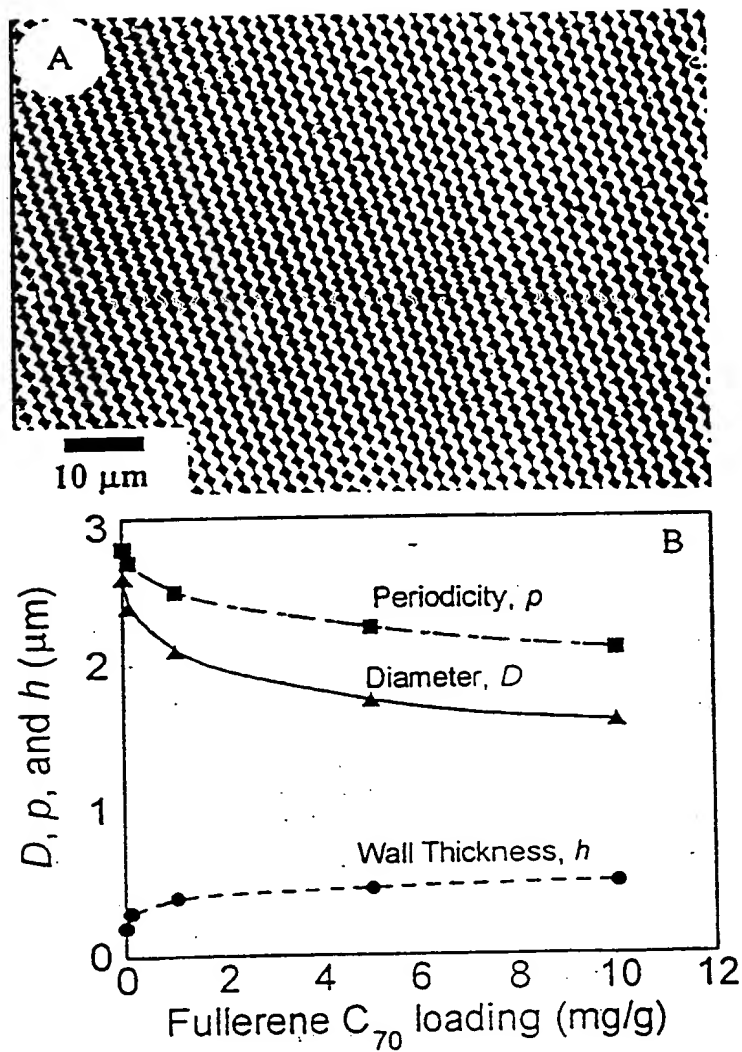 A
10 μm
B
3
2
1
0
D, p, and h (μm)
Periodicity, p
Diameter, D
Wall Thickness, h
0 2 4 6 8 10 12
Fullerene C₇₀ loading (mg/g)